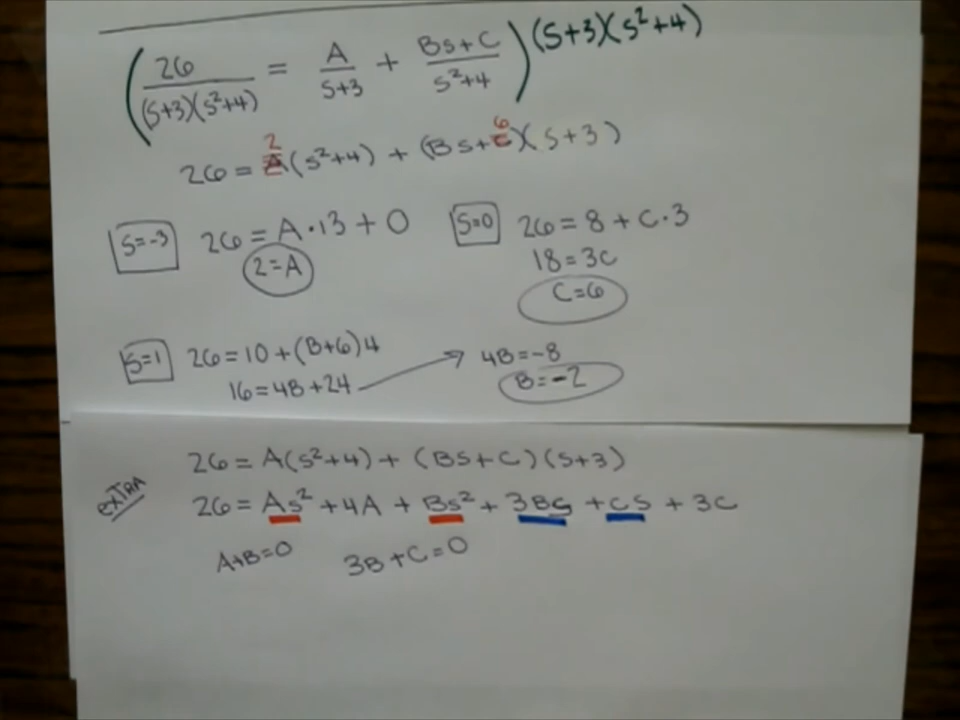 (26/((s+3)(s²+4)) = A/(s+3) + (Bs+C)/(s²+4))(s+3)(s²+4)
2 6
26 = A(s²+4) + (Bs+C)(s+3)
s=-3 26 = A·13 + 0
2=A
s=0 26 = 8 + C·3
18 = 3C
C=6
s=1 26 = 10 + (B+6)4
16 = 4B + 24
4B = -8
B = -2
exTRA
26 = A(s²+4) + (Bs+C)(s+3)
26 = As² + 4A + Bs² + 3Bs + Cs + 3C
A+B=0 3B+C=0